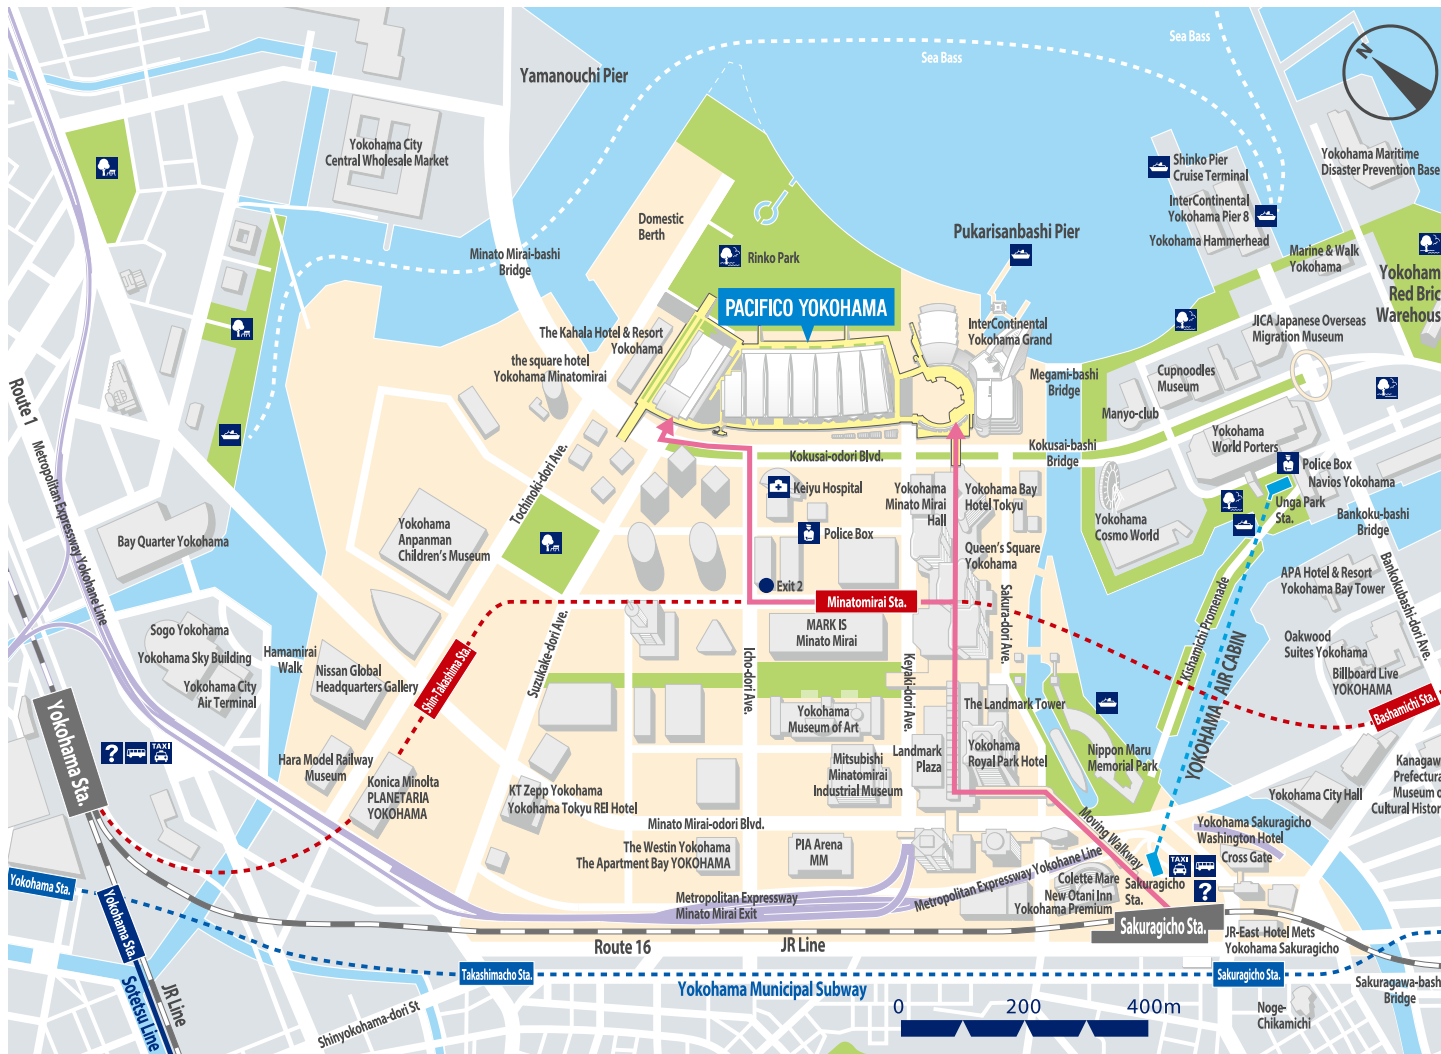 Sea Bass
Sea Bass
N
Yamanouchi Pier
Yokohama City
Central Wholesale Market
Yokohama Maritime
Disaster Prevention Base
Shinko Pier
Cruise Terminal
InterContinental
Yokohama Pier 8
Yokohama Hammerhead
Domestic
Berth
Pukarisanbashi Pier
Minato Mirai-bashi
Bridge
Rinko Park
Marine & Walk
Yokohama
Yokoham
Red Bric
Warehous
PACIFICO YOKOHAMA
InterContinental
Yokohama Grand
JICA Japanese Overseas
Migration Museum
The Kahala Hotel & Resort
Yokohama
the square hotel
Yokohama Minatomirai
Megami-bashi
Bridge
Cupnoodles
Museum
Manyo-club
Route 1
Kokusai-bashi
Bridge
Yokohama
World Porters
Kokusai-odori Blvd.
Police Box
Navios Yokohama
Metropolitan Expressway Yokohane Line
Tochinoki-dori Ave.
Keiyu Hospital
Yokohama
Minato Mirai
Hall
Yokohama Bay
Hotel Tokyu
Unga Park
Sta.
Bankoku-bashi
Bridge
Yokohama
Anpanman
Children's Museum
Yokohama
Cosmo World
Police Box
Bay Quarter Yokohama
Queen's Square
Yokohama
Bankokubashi-dori Ave.
APA Hotel & Resort
Yokohama Bay Tower
Exit 2
Sakura-dori Ave.
Kishamichi Promenade
Minatomirai Sta.
MARK IS
Minato Mirai
Suzukake-dori Ave.
Sogo Yokohama
Yokohama Sky Building
Yokohama City
Air Terminal
Hamamirai
Walk
Nissan Global
Headquarters Gallery
Shin-Takashima Sta.
Icho-dori Ave.
Keyaki-dori Ave.
Oakwood
Suites Yokohama
Billboard Live
YOKOHAMA
YOKOHAMA AIR CABIN
Bashamichi Sta.
Yokohama Sta.
Yokohama
Museum of Art
The Landmark Tower
?
TAXI
Hara Model Railway
Museum
Konica Minolta
PLANETARIA
YOKOHAMA
Mitsubishi
Minatomirai
Industrial Museum
Landmark
Plaza
Yokohama
Royal Park Hotel
Nippon Maru
Memorial Park
Kanagaw
Prefectura
Museum o
Cultural Histor
Yokohama City Hall
KT Zepp Yokohama
Yokohama Tokyu REI Hotel
Minato Mirai-odori Blvd.
Moving Walkway
Yokohama Sakuragicho
Washington Hotel
The Westin Yokohama
The Apartment Bay YOKOHAMA
PIA Arena
MM
Cross Gate
TAXI
?
Metropolitan Expressway
Minato Mirai Exit
Metropolitan Expressway Yokohane Line
Colette Mare
New Otani Inn
Yokohama Premium
Sakuragicho
Sta.
Yokohama Sta.
Yokohama Sta.
Sakuragicho Sta.
JR-East Hotel Mets
Yokohama Sakuragicho
Route 16
JR Line
Takashimacho Sta.
Sakuragicho Sta.
Yokohama Municipal Subway
Sotetsu Line
JR Line
Shinyokohama-dori St
Sakuragawa-bash
Bridge
Noge-
Chikamichi
0 200 400m